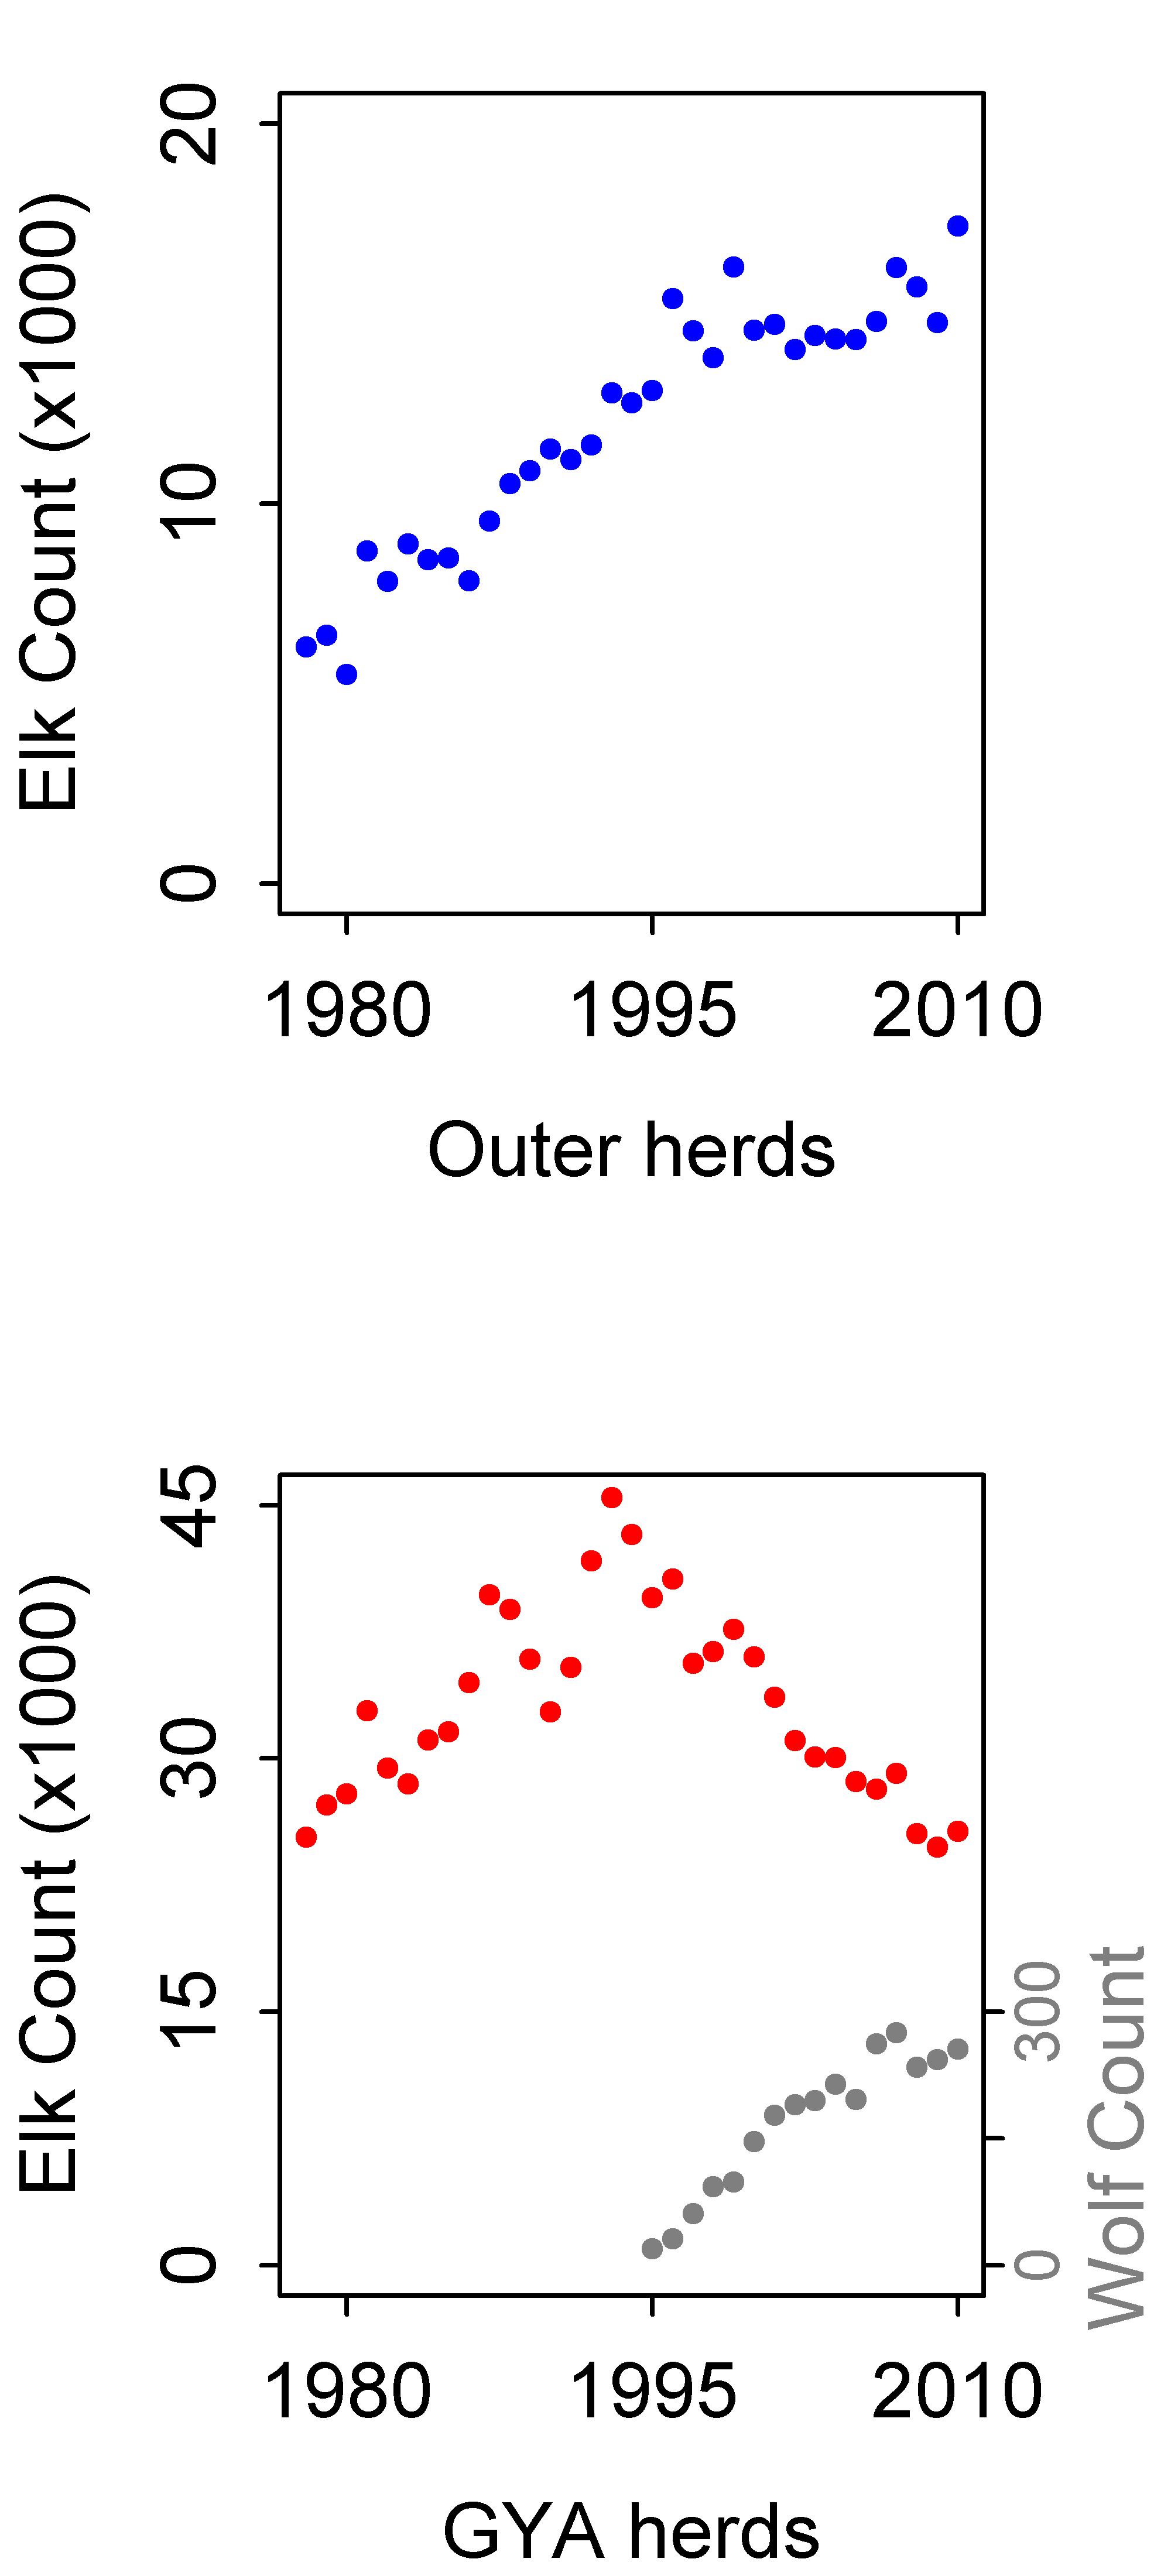 Elk Count (x1000)
20
10
0
1980 1995 2010
Outer herds
Elk Count (x1000)
45
30
15
0
300
0
Wolf Count
1980 1995 2010
GYA herds